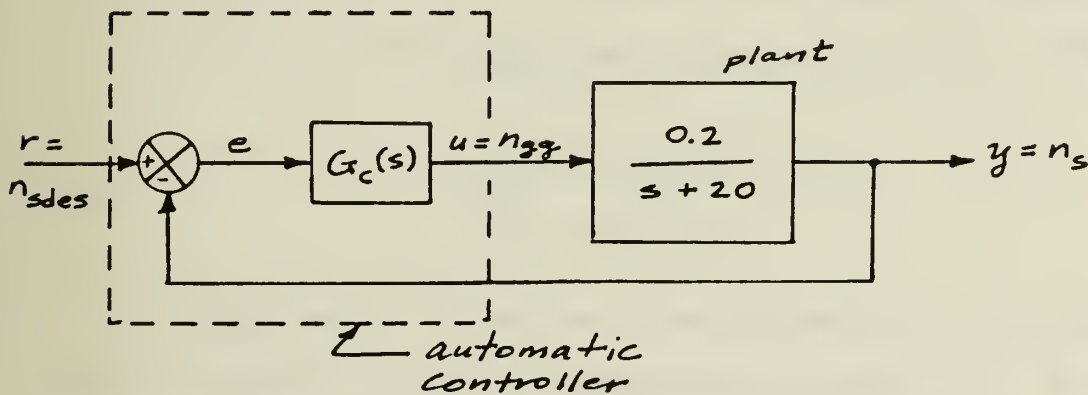 plant
r =
n_sdes
+
-
e
G_c(s)
u = n_gg
0.2
s + 20
y = n_s
automatic
controller